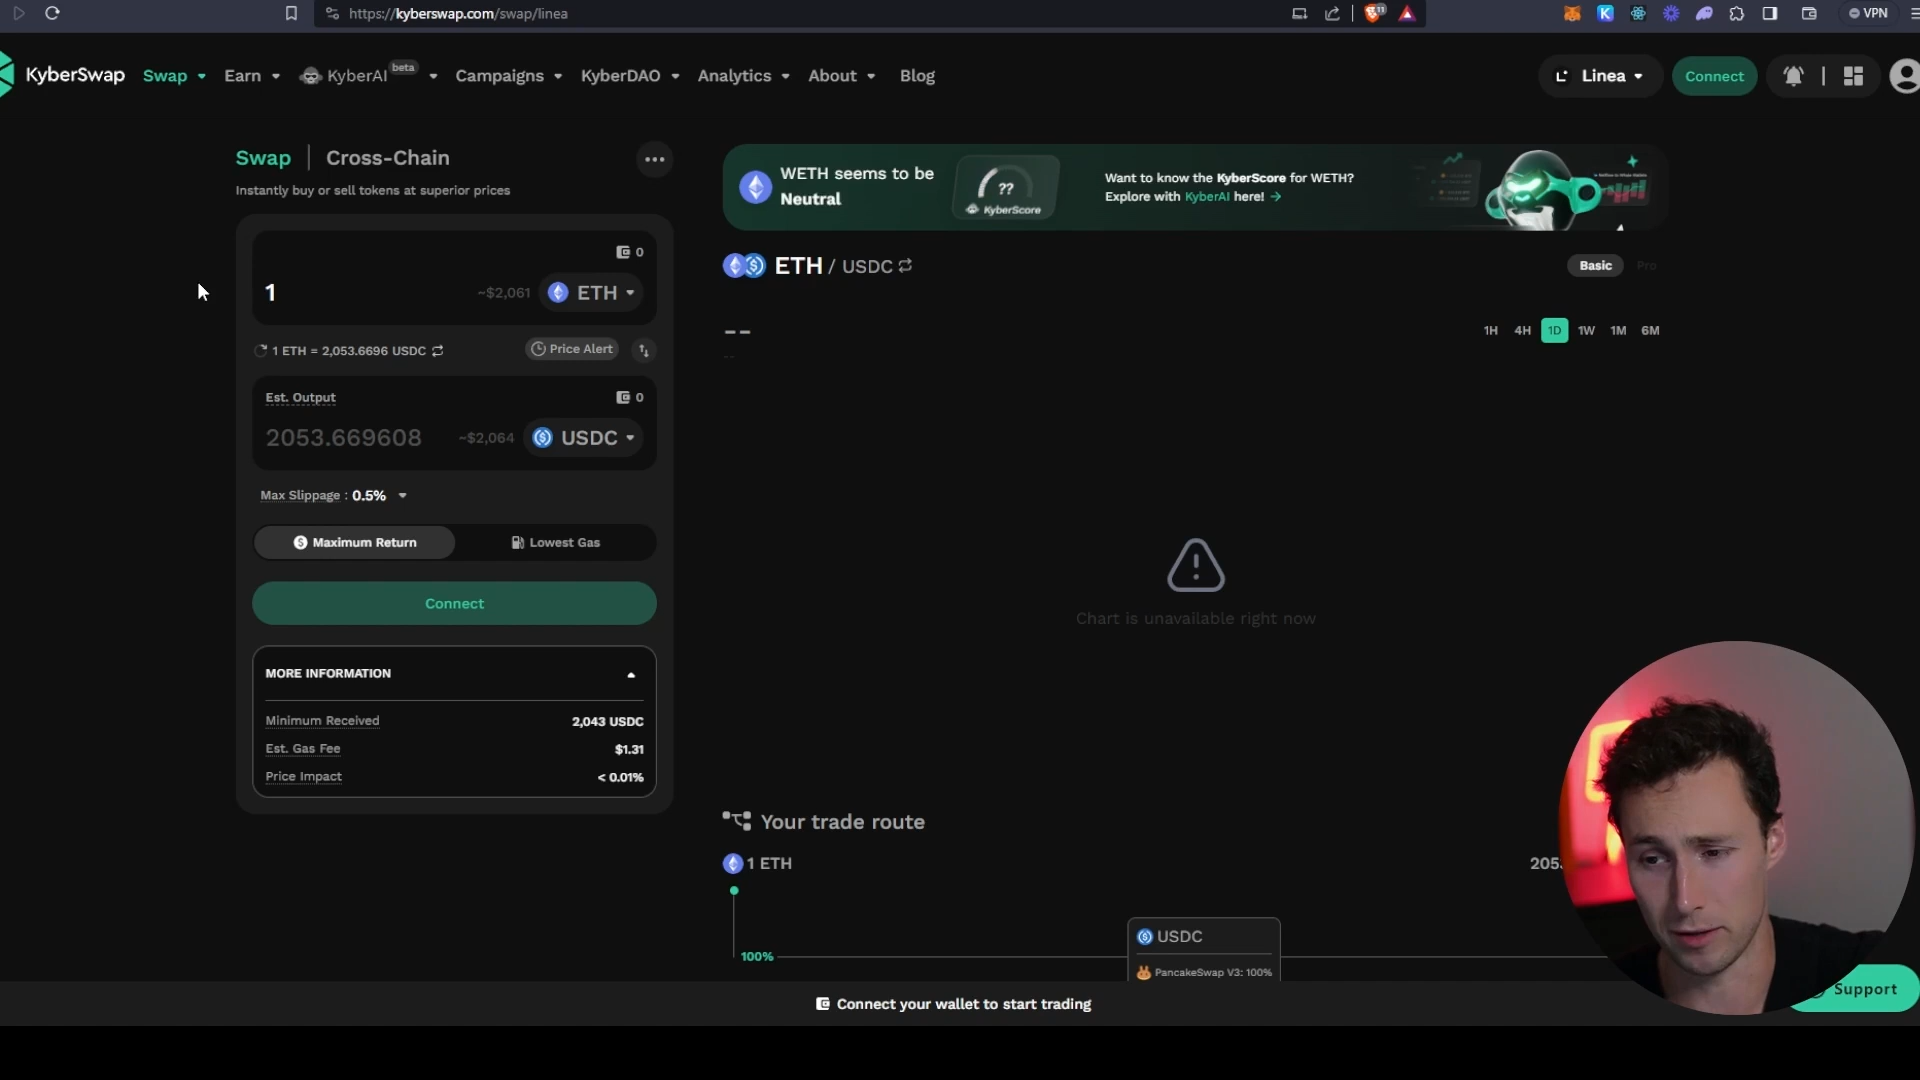 https://kyberswap.com/swap/linea
11
VPN
KyberSwap
Swap
Earn
KyberAI beta
Campaigns
KyberDAO
Analytics
About
Blog
Linea
Connect
Swap | Cross-Chain
Instantly buy or sell tokens at superior prices
0
1
~$2,061
ETH
1 ETH = 2,053.6696 USDC
Price Alert
Est. Output
0
2053.669608
~$2,064
USDC
Max Slippage : 0.5%
Maximum Return
Lowest Gas
Connect
MORE INFORMATION
Minimum Received
2,043 USDC
Est. Gas Fee
$1.31
Price Impact
< 0.01%
WETH seems to be
Neutral
??
KyberScore
Want to know the KyberScore for WETH?
Explore with KyberAI here! →
ETH / USDC
Basic
Pro
--
--
1H
4H
1D
1W
1M
6M
Chart is unavailable right now
Your trade route
1 ETH
205
100%
USDC
PancakeSwap V3: 100%
Connect your wallet to start trading
Support